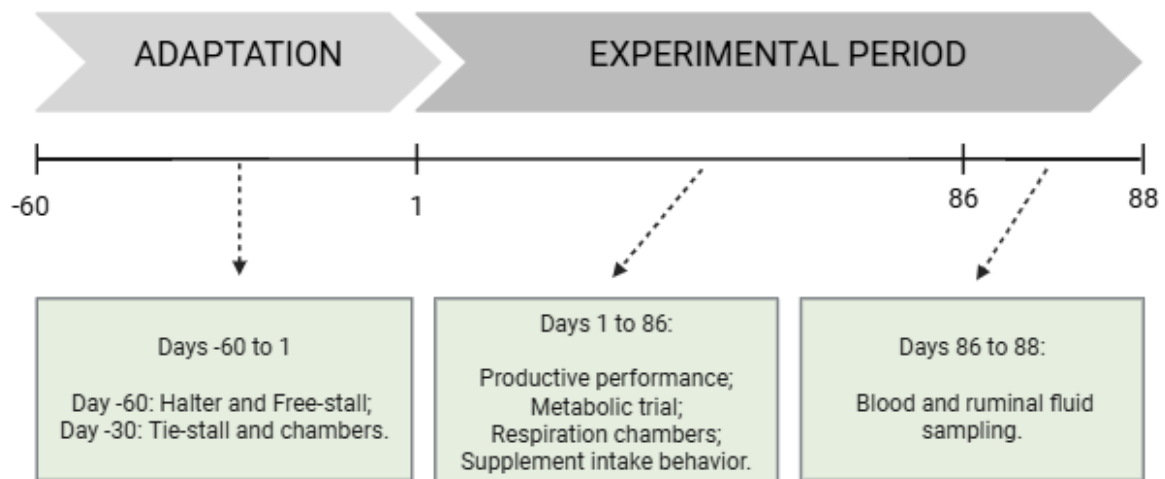 ADAPTATION
EXPERIMENTAL PERIOD
-60
1
86
88
Days -60 to 1
Day -60: Halter and Free-stall;
Day -30: Tie-stall and chambers.
Days 1 to 86:
Productive performance;
Metabolic trial;
Respiration chambers;
Supplement intake behavior.
Days 86 to 88:
Blood and ruminal fluid
sampling.